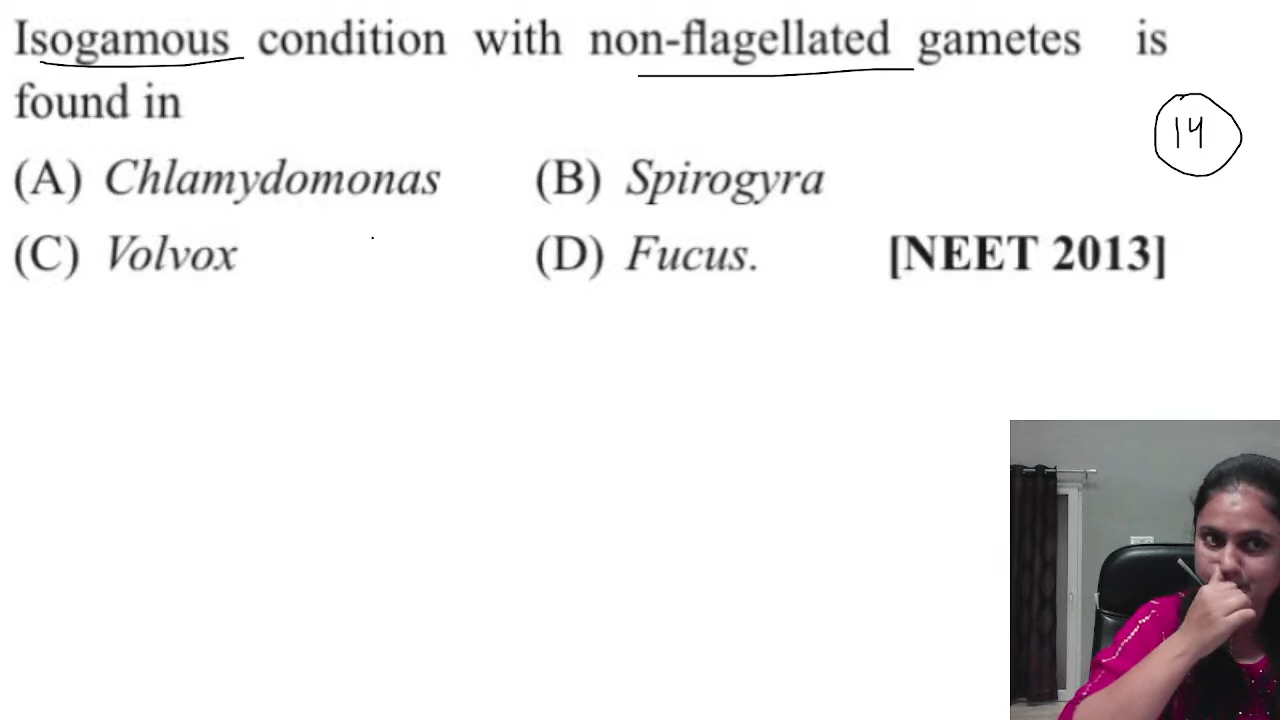 Isogamous condition with non-flagellated gametes is
found in
14
(A) Chlamydomonas (B) Spirogyra
(C) Volvox (D) Fucus. [NEET 2013]